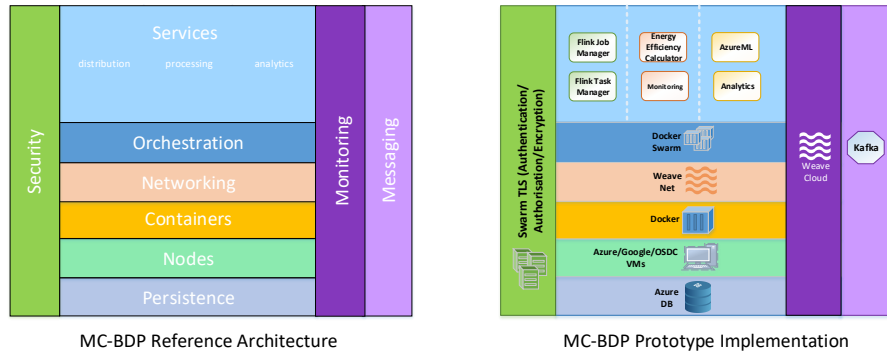 Security
Services
distribution processing analytics
Orchestration
Networking
Containers
Nodes
Persistence
Monitoring
Messaging
MC-BDP Reference Architecture
Swarm TLS (Authentication/
Authorisation/Encryption)
Flink Job
Manager
Energy
Efficiency
Calculator
AzureML
Flink Task
Manager
Monitoring
Analytics
Docker
Swarm
Weave
Net
Docker
Azure/Google/OSDC
VMs
Azure
DB
Weave
Cloud
Kafka
MC-BDP Prototype Implementation